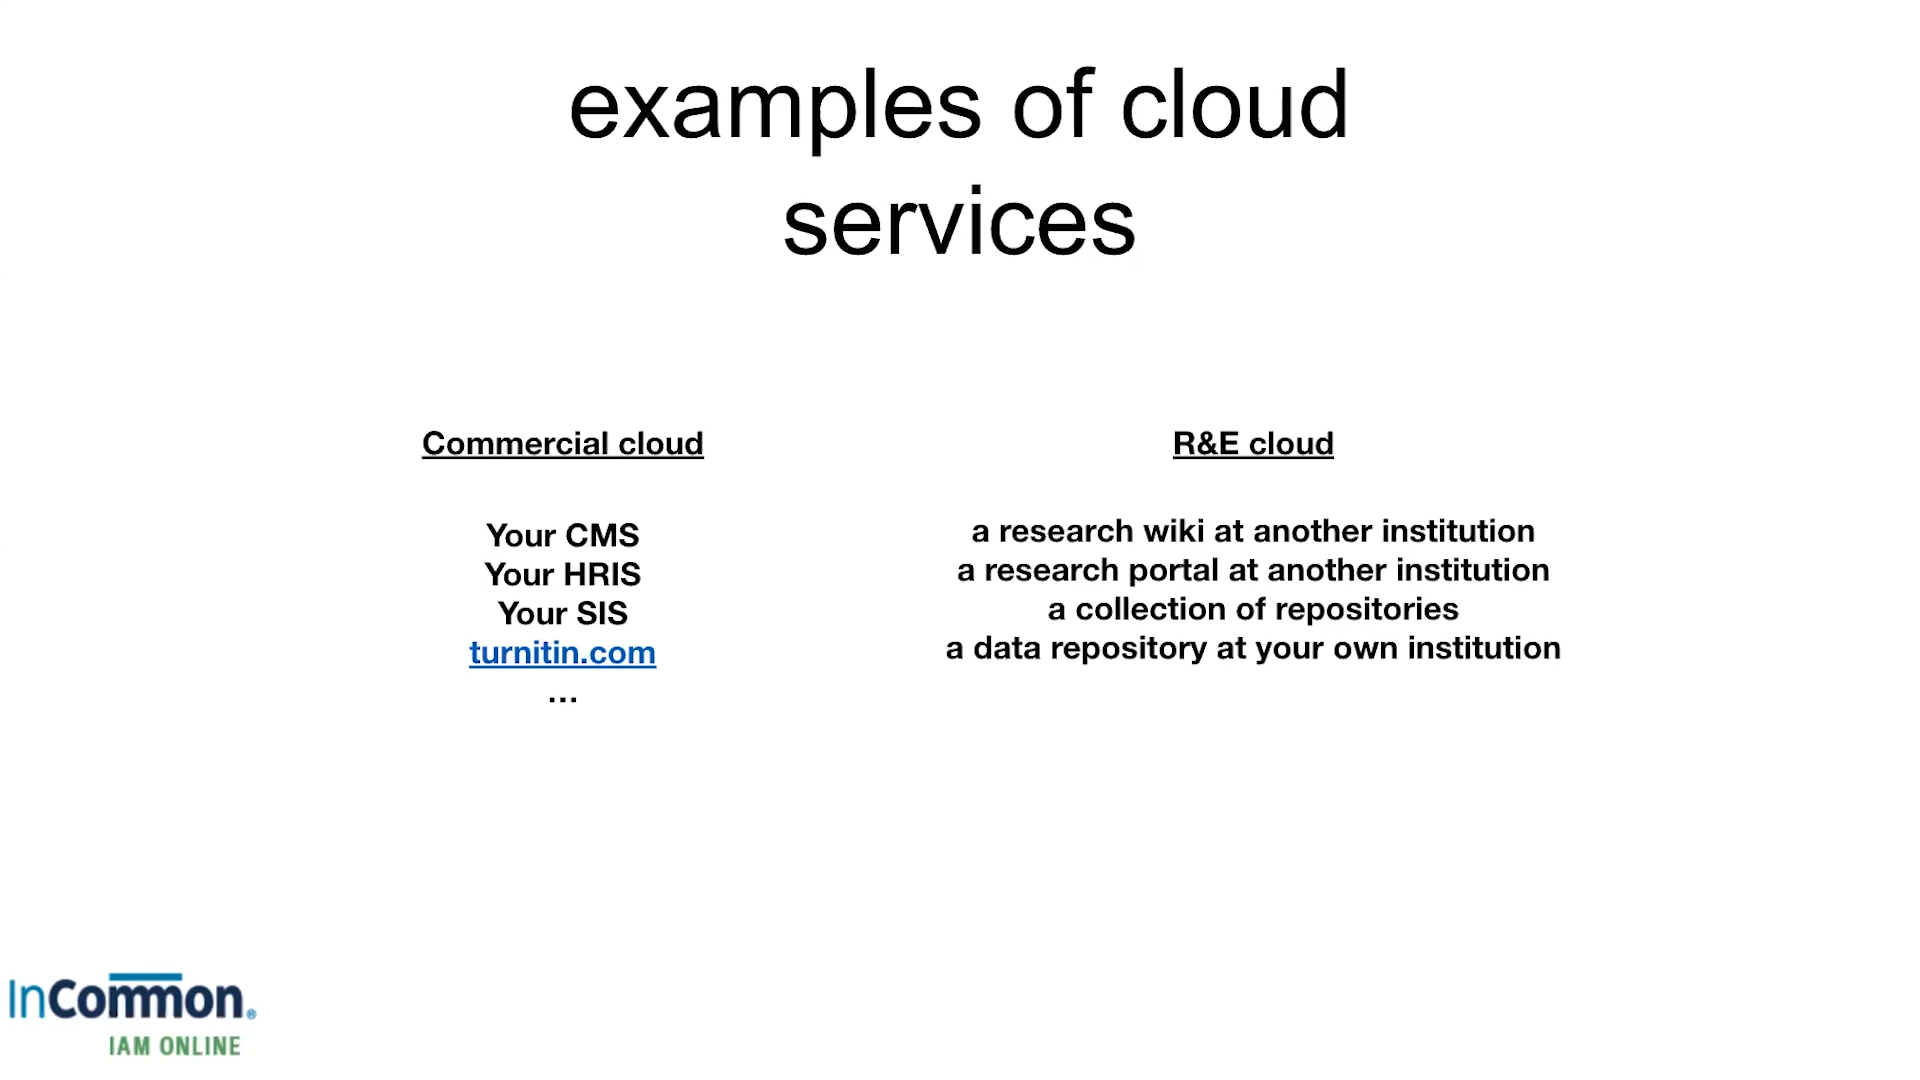 examples of cloud
services
Commercial cloud
Your CMS
Your HRIS
Your SIS
turnitin.com
...
R&E cloud
a research wiki at another institution
a research portal at another institution
a collection of repositories
a data repository at your own institution
InCommon®
IAM ONLINE